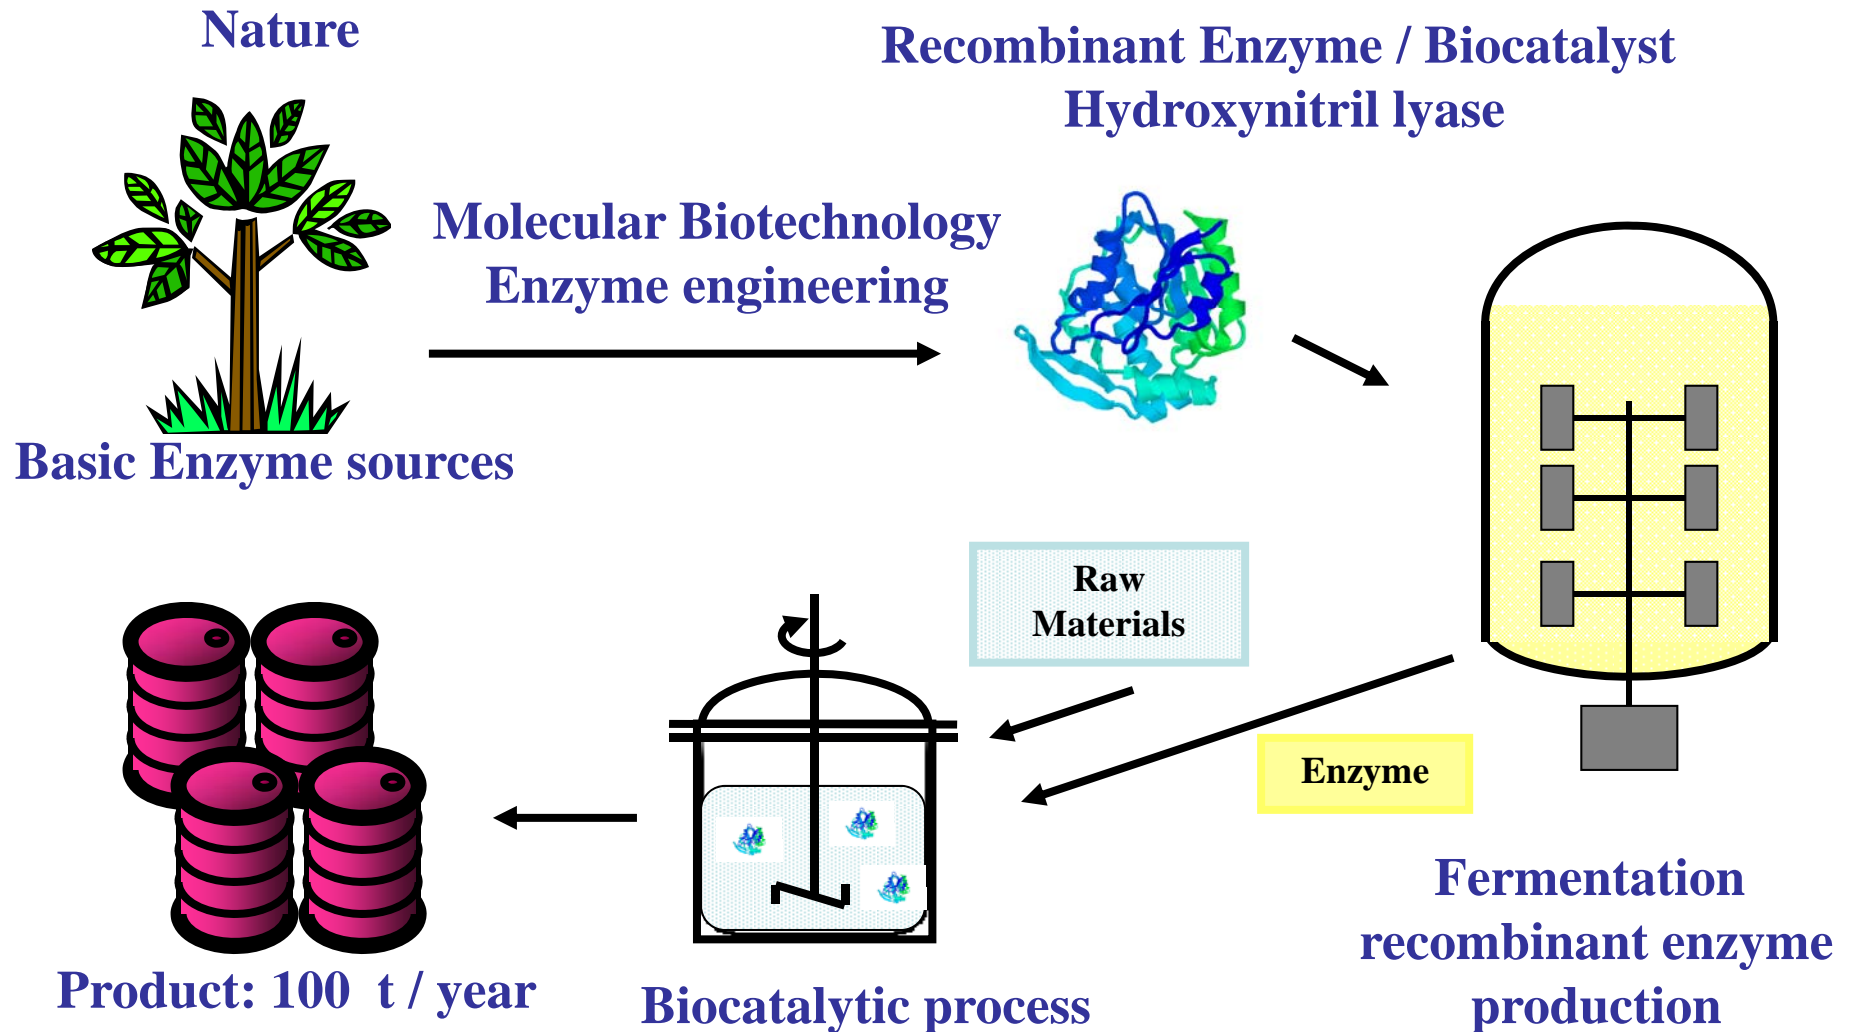 Nature
Recombinant Enzyme / Biocatalyst
Hydroxynitril lyase
Molecular Biotechnology
Enzyme engineering
Basic Enzyme sources
Raw
Materials
Enzyme
Fermentation
recombinant enzyme
production
Biocatalytic process
Product: 100 t / year